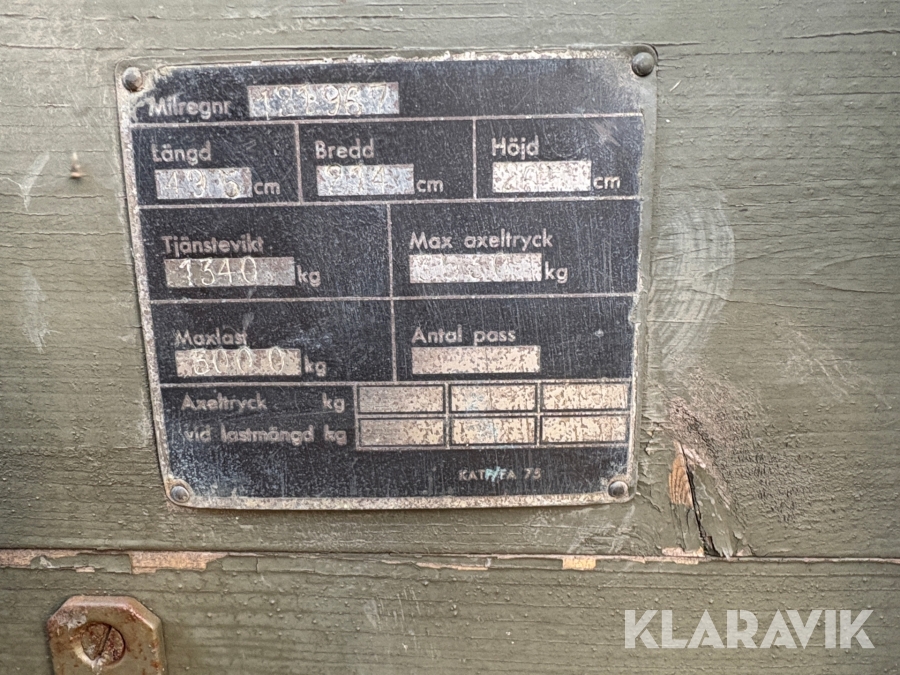 Milregnr
Längd Bredd Höjd
cm cm cm
Tjänstevikt Max axeltryck
1340 kg kg
Maxlast Antal pass
kg
Axeltryck kg
vid lastmängd kg
KATF/FA 75
KLARAVIK